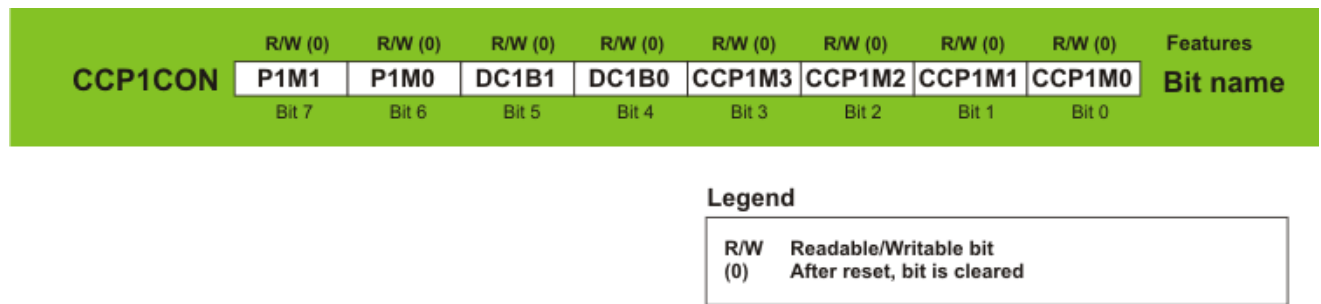 R/W (0) R/W (0) R/W (0) R/W (0) R/W (0) R/W (0) R/W (0) R/W (0) Features
CCP1CON P1M1 P1M0 DC1B1 DC1B0 CCP1M3 CCP1M2 CCP1M1 CCP1M0 Bit name
Bit 7 Bit 6 Bit 5 Bit 4 Bit 3 Bit 2 Bit 1 Bit 0
Legend
R/W Readable/Writable bit
(0) After reset, bit is cleared